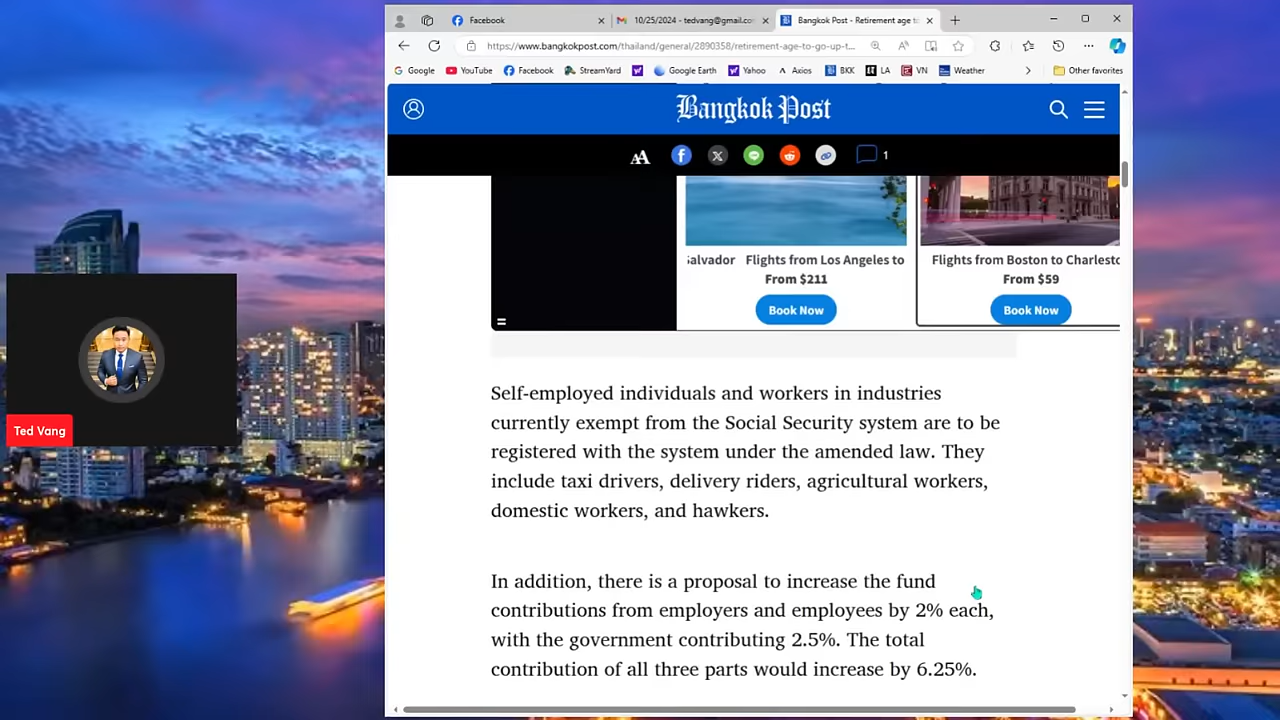 Facebook
10/25/2024 - tedvang@gmail.co
Bangkok Post - Retirement age to
https://www.bangkokpost.com/thailand/general/2890358/retirement-age-to-go-up-t...
Google
YouTube
Facebook
StreamYard
Google Earth
Yahoo
Axios
BKK
LA
VN
Weather
Other favorites
Bangkok Post
AA
1
alvador
Flights from Los Angeles to
From $211
Book Now
Flights from Boston to Charlesto
From $59
Book Now
Self-employed individuals and workers in industries
currently exempt from the Social Security system are to be
registered with the system under the amended law. They
include taxi drivers, delivery riders, agricultural workers,
domestic workers, and hawkers.
In addition, there is a proposal to increase the fund
contributions from employers and employees by 2% each,
with the government contributing 2.5%. The total
contribution of all three parts would increase by 6.25%.
Ted Vang